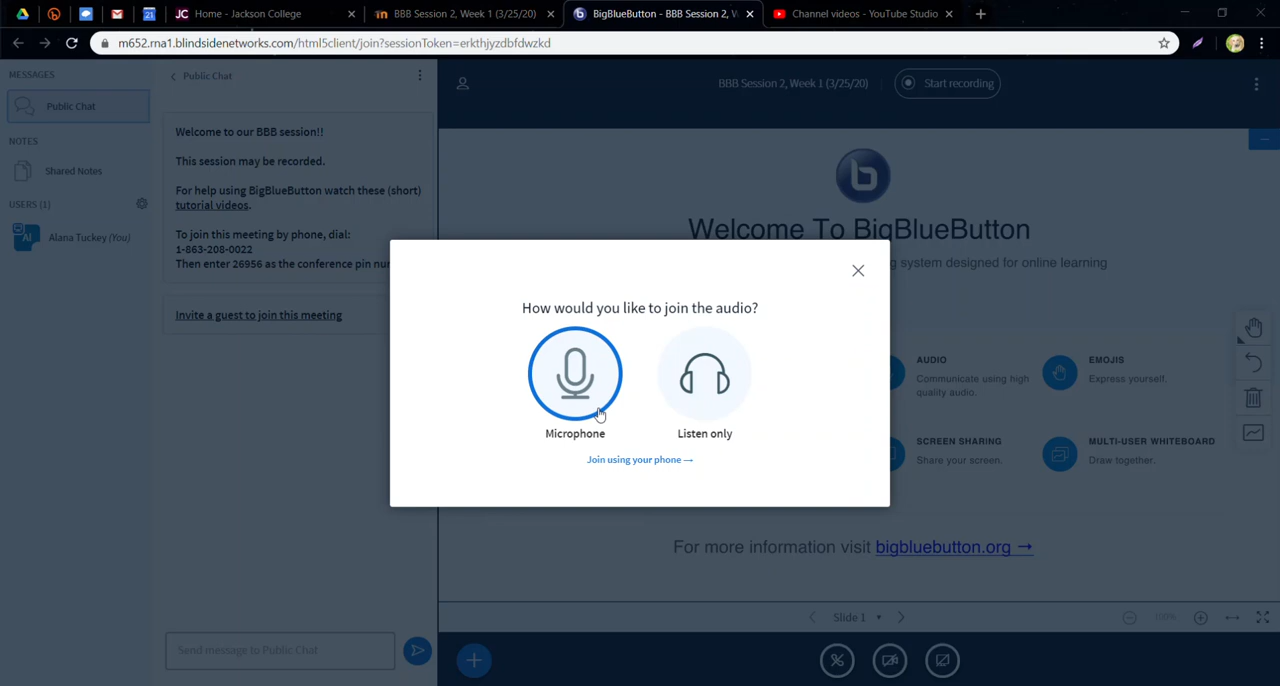 Home - Jackson College
BBB Session 2, Week 1 (3/25/20)
BigBlueButton - BBB Session 2, W
Channel videos - YouTube Studio
m652.rna1.blindsidenetworks.com/html5client/join?sessionToken=erkthjyzdbfdwzkd
MESSAGES
Public Chat
NOTES
Shared Notes
USERS (1)
Alana Tuckey (You)
Public Chat
Welcome to our BBB session!!
This session may be recorded.
For help using BigBlueButton watch these (short)
tutorial videos.
To join this meeting by phone, dial:
1-863-208-0022
Then enter 26956 as the conference pin nu
Invite a guest to join this meeting
Send message to Public Chat
BBB Session 2, Week 1 (3/25/20)
Start recording
Welcome To BigBlueButton
g system designed for online learning
How would you like to join the audio?
Microphone
Listen only
Join using your phone →
AUDIO
Communicate using high
quality audio.
EMOJIS
Express yourself.
SCREEN SHARING
Share your screen.
MULTI-USER WHITEBOARD
Draw together.
For more information visit bigbluebutton.org →
Slide 1
100%